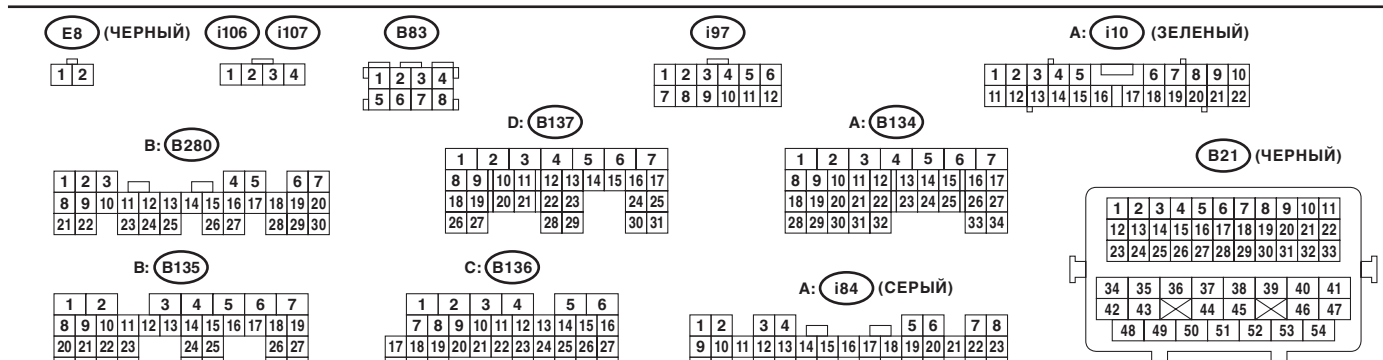 E8 (ЧЕРНЫЙ) i106 i107 B83 i97 A: i10 (ЗЕЛЕНЫЙ)
1 2
1 2 3 4
1 2 3 4
5 6 7 8
1 2 3 4 5 6
7 8 9 10 11 12
1 2 3 4 5 6 7 8 9 10
11 12 13 14 15 16 17 18 19 20 21 22
B: B280
1 2 3 4 5 6 7
8 9 10 11 12 13 14 15 16 17 18 19 20
21 22 23 24 25 26 27 28 29 30
D: B137
1 2 3 4 5 6 7
8 9 10 11 12 13 14 15 16 17
18 19 20 21 22 23 24 25
26 27 28 29 30 31
A: B134
1 2 3 4 5 6 7
8 9 10 11 12 13 14 15 16 17
18 19 20 21 22 23 24 25 26 27
28 29 30 31 32 33 34
B21 (ЧЕРНЫЙ)
1 2 3 4 5 6 7 8 9 10 11
12 13 14 15 16 17 18 19 20 21 22
23 24 25 26 27 28 29 30 31 32 33
34 35 36 37 38 39 40 41
42 43 44 45 46 47
48 49 50 51 52 53 54
B: B135
1 2 3 4 5 6 7
8 9 10 11 12 13 14 15 16 17 18 19
20 21 22 23 24 25 26 27
C: B136
1 2 3 4 5 6
7 8 9 10 11 12 13 14 15 16
17 18 19 20 21 22 23 24 25 26 27
A: i84 (СЕРЫЙ)
1 2 3 4 5 6 7 8
9 10 11 12 13 14 15 16 17 18 19 20 21 22 23